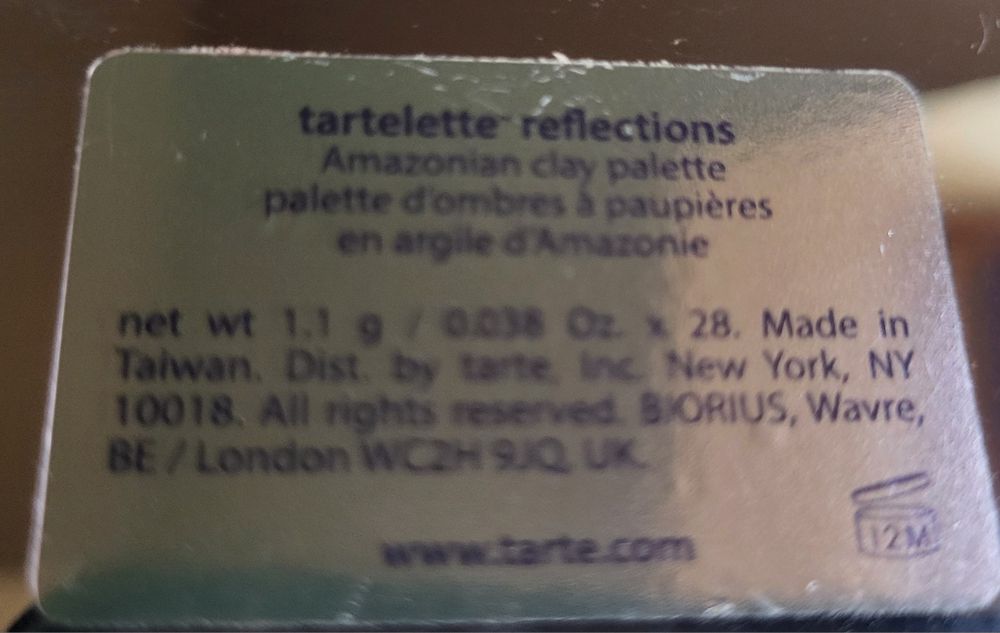 tartelette™ reflections
Amazonian clay palette
palette d'ombres à paupières
en argile d'Amazonie
net wt 1.1 g / 0.038 Oz. x 28. Made in
Taiwan. Dist. by tarte, inc. New York, NY
10018. All rights reserved. BIORIUS, Wavre,
BE / London WC2H 9JQ, UK.
www.tarte.com
12M